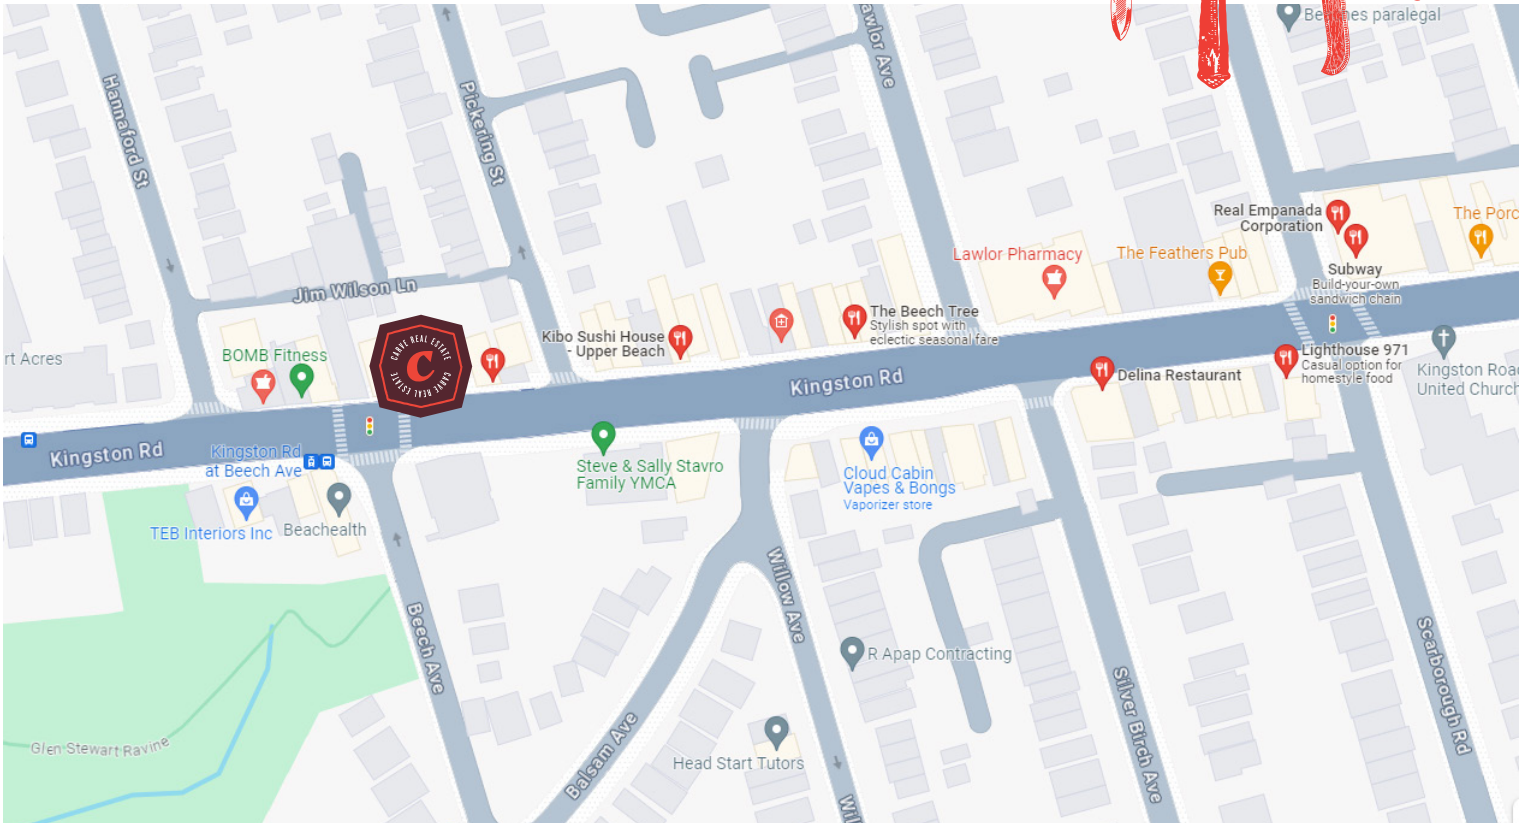 Beaches paralegal
Lawlor Ave
Hannaford St
Pickering St
Real Empanada
Corporation
The Porc
Subway
Build-your-own
sandwich chain
Lawlor Pharmacy
The Feathers Pub
Jim Wilson Ln
The Beech Tree
Stylish spot with
eclectic seasonal fare
Kibo Sushi House
- Upper Beach
rt Acres
BOMB Fitness
CARVE REAL ESTATE
C
CARVE REAL ESTATE
Lighthouse 971
Casual option for
homestyle food
Kingston Road
United Church
Delina Restaurant
Kingston Rd
Kingston Rd
Kingston Rd
at Beech Ave
Steve & Sally Stavro
Family YMCA
Cloud Cabin
Vapes & Bongs
Vaporizer store
TEB Interiors Inc
Beachealth
Willow Ave
Beech Ave
R Apap Contracting
Scarborough Rd
Silver Birch Ave
Glen Stewart Ravine
Balsam Ave
Head Start Tutors
Wil